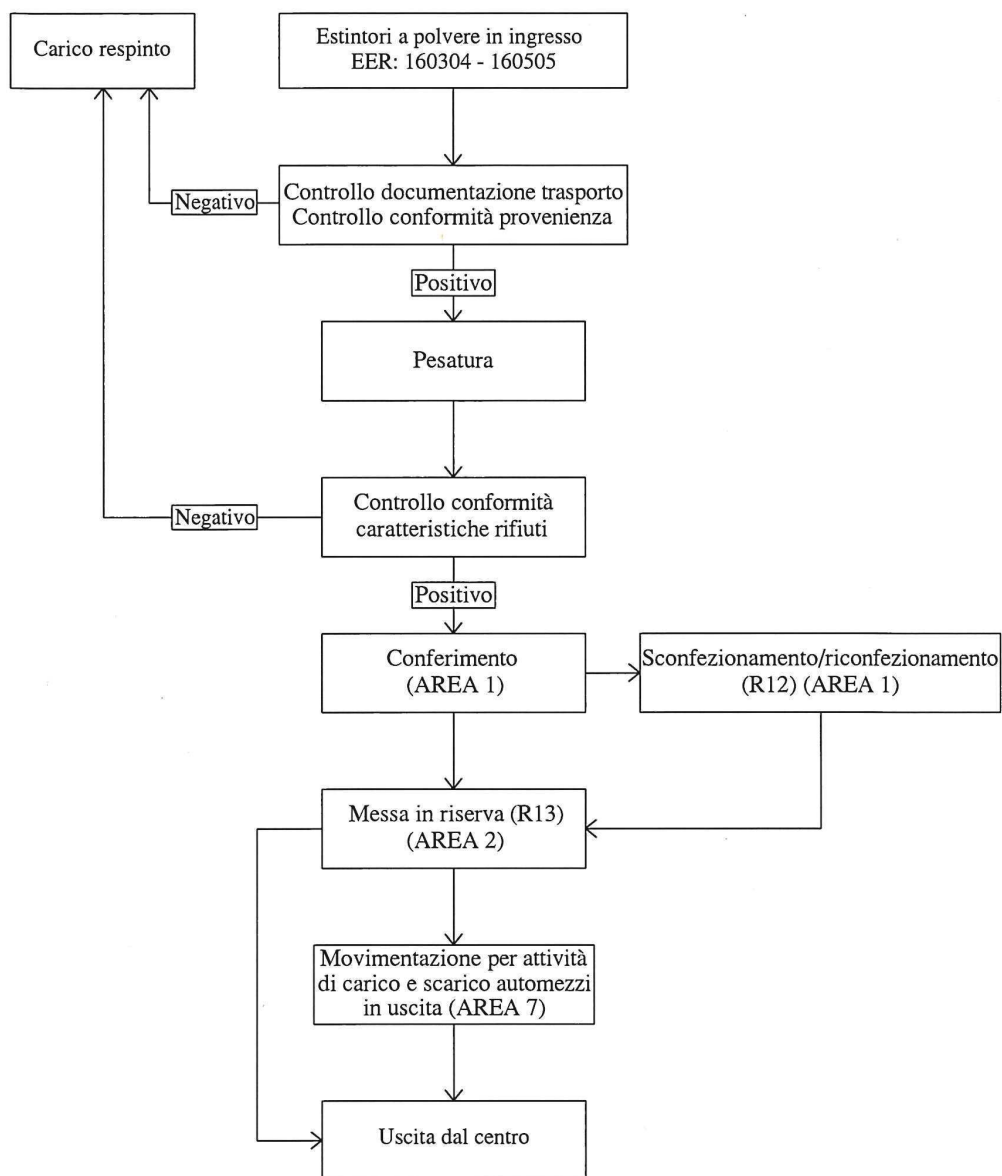 Carico respinto
Estintori a polvere in ingresso
EER: 160304 - 160505
Negativo
Controllo documentazione trasporto
Controllo conformità provenienza
Positivo
Pesatura
Negativo
Controllo conformità
caratteristiche rifiuti
Positivo
Conferimento
(AREA 1)
Sconfezionamento/riconfezionamento
(R12) (AREA 1)
Messa in riserva (R13)
(AREA 2)
Movimentazione per attività
di carico e scarico automezzi
in uscita (AREA 7)
Uscita dal centro